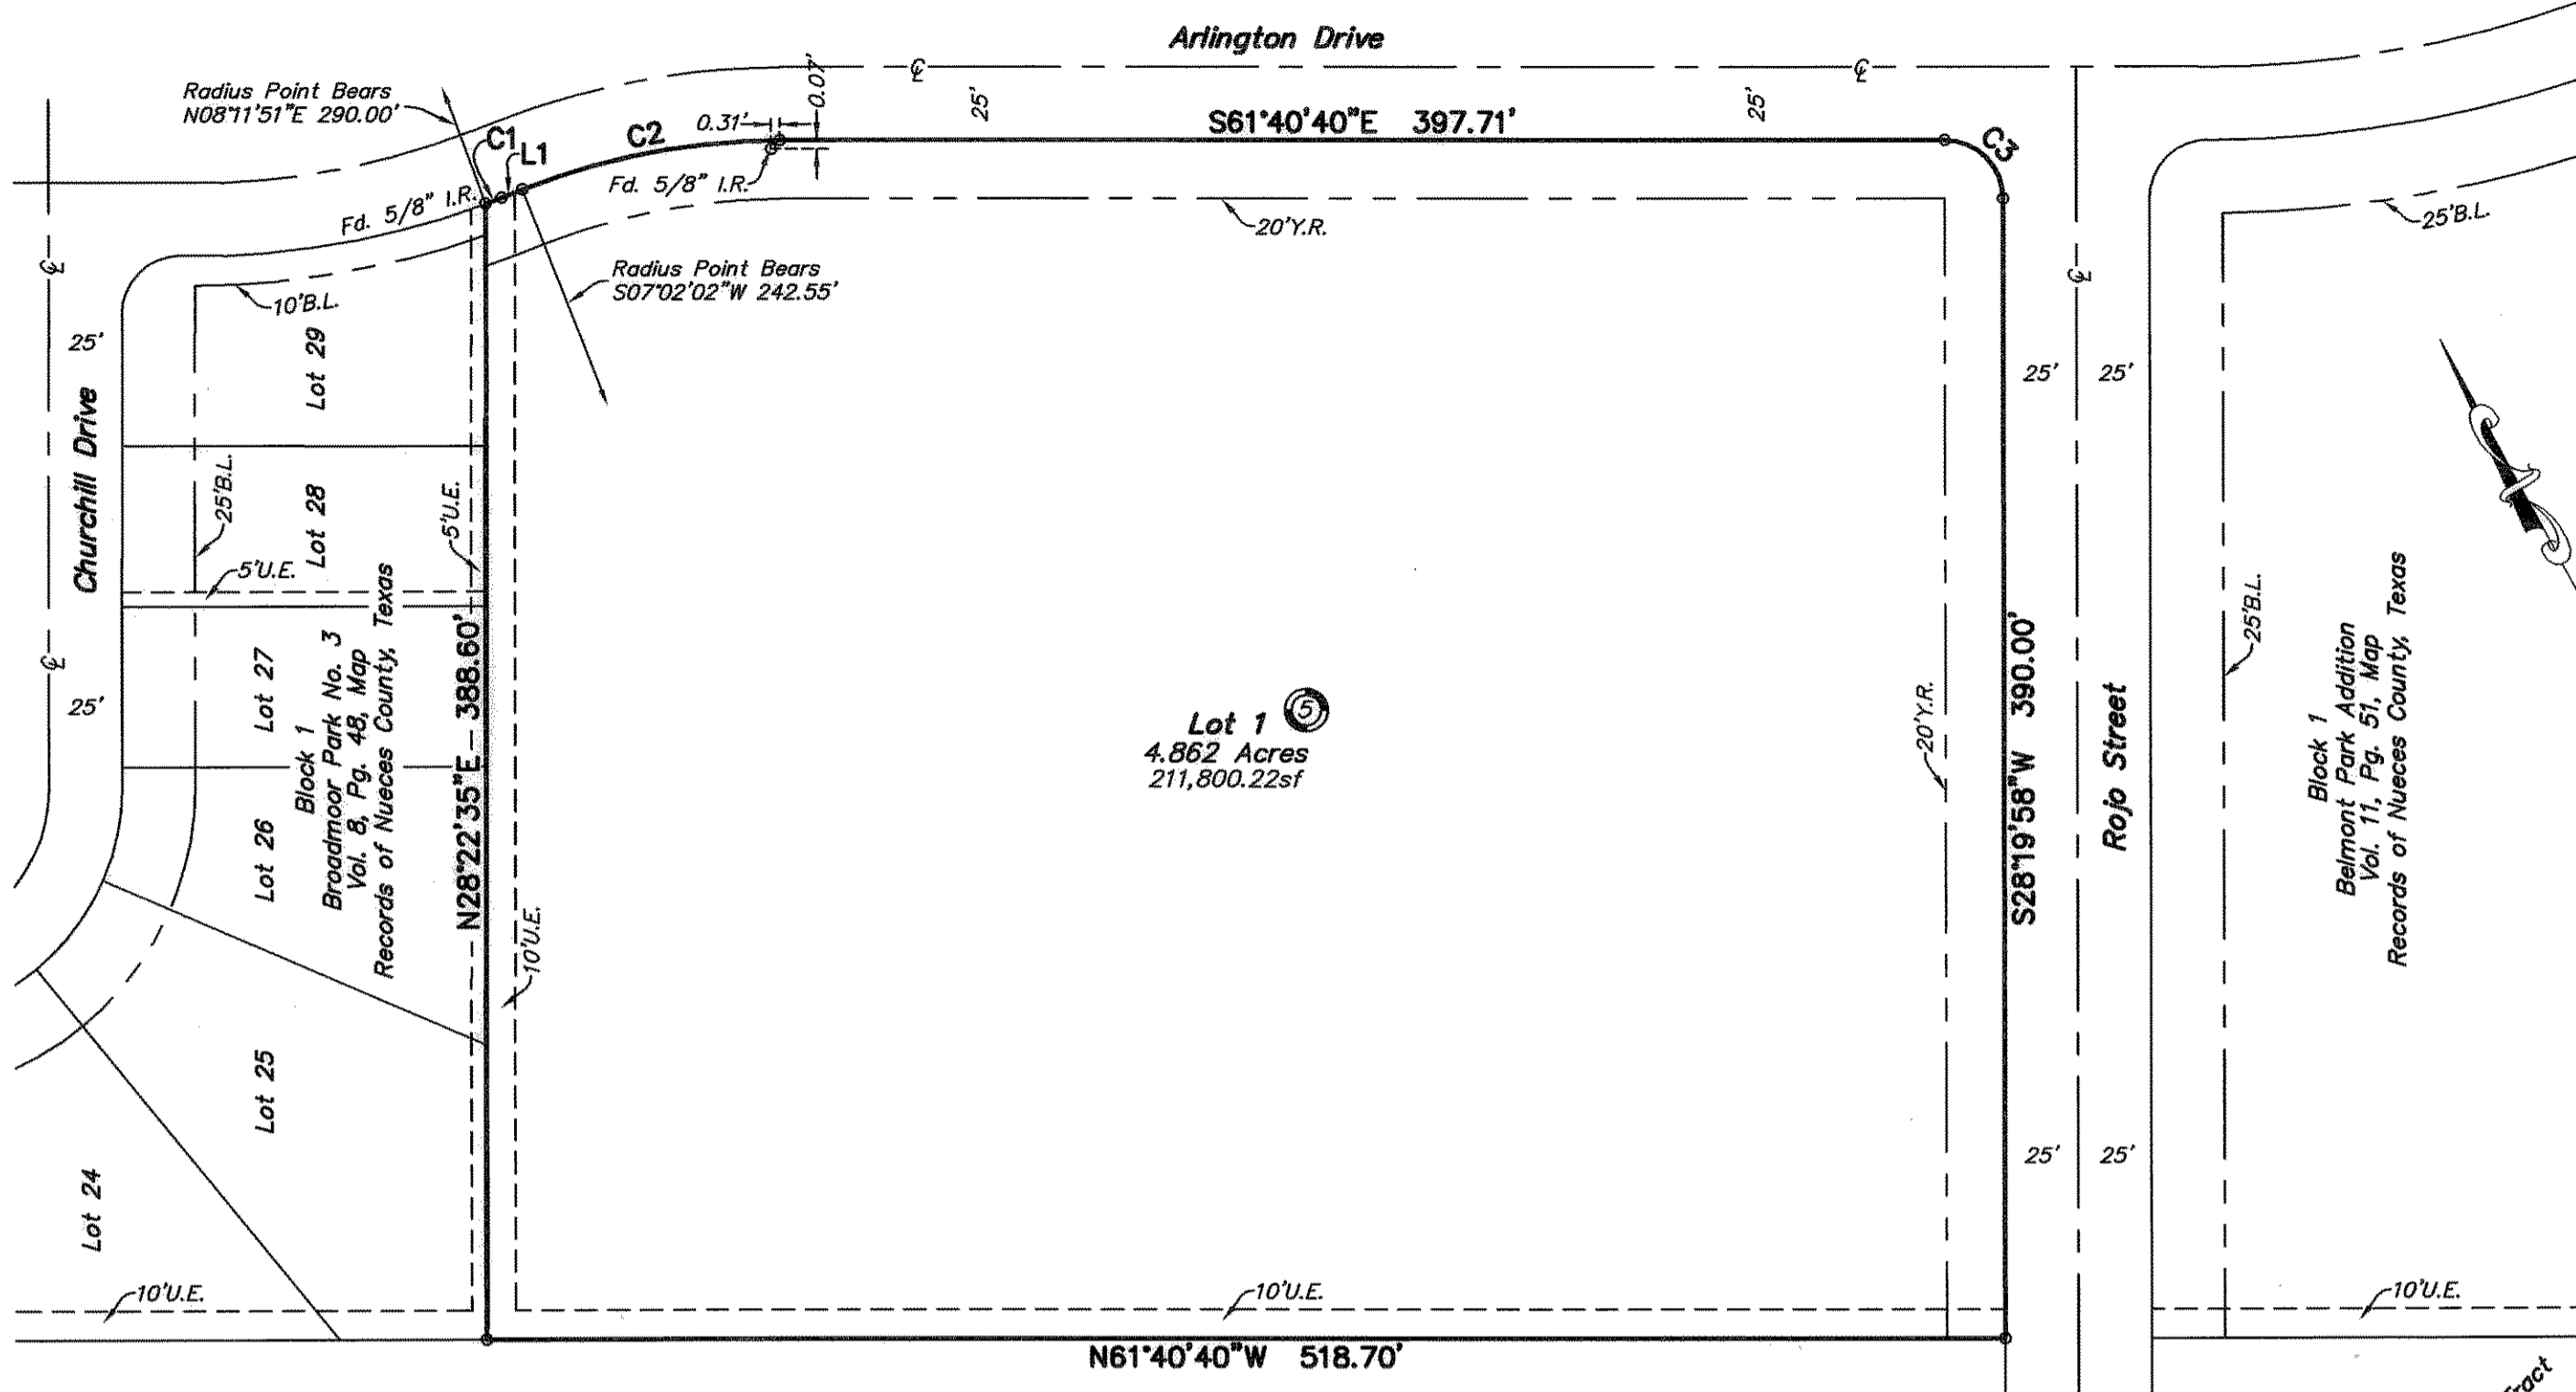 Arlington Drive
℄
℄
Radius Point Bears
N08°11'51"E 290.00'
C1
L1
C2
0.31'
0.07'
25'
25'
S61°40'40"E 397.71'
C3
Fd. 5/8" I.R.
Fd. 5/8" I.R.
20'Y.R.
25'B.L.
Radius Point Bears
S07°02'02"W 242.55'
℄
℄
10'B.L.
25'
Lot 29
25'
25'
Churchill Drive
25'B.L.
Lot 28
5'U.E.
5'U.E.
℄
25'
Lot 27
Lot 26
Block 1
Broadmoor Park No. 3
Vol. 8, Pg. 48, Map
Records of Nueces County, Texas
N28°22'35"E 388.60'
10'U.E.
Lot 1
5
4.862 Acres
211,800.22sf
20'Y.R.
S28°19'58"W 390.00'
Rojo Street
25'B.L.
Block 1
Belmont Park Addition
Vol. 11, Pg. 51, Map
Records of Nueces County, Texas
Lot 25
Lot 24
25'
25'
10'U.E.
10'U.E.
10'U.E.
N61°40'40"W 518.70'